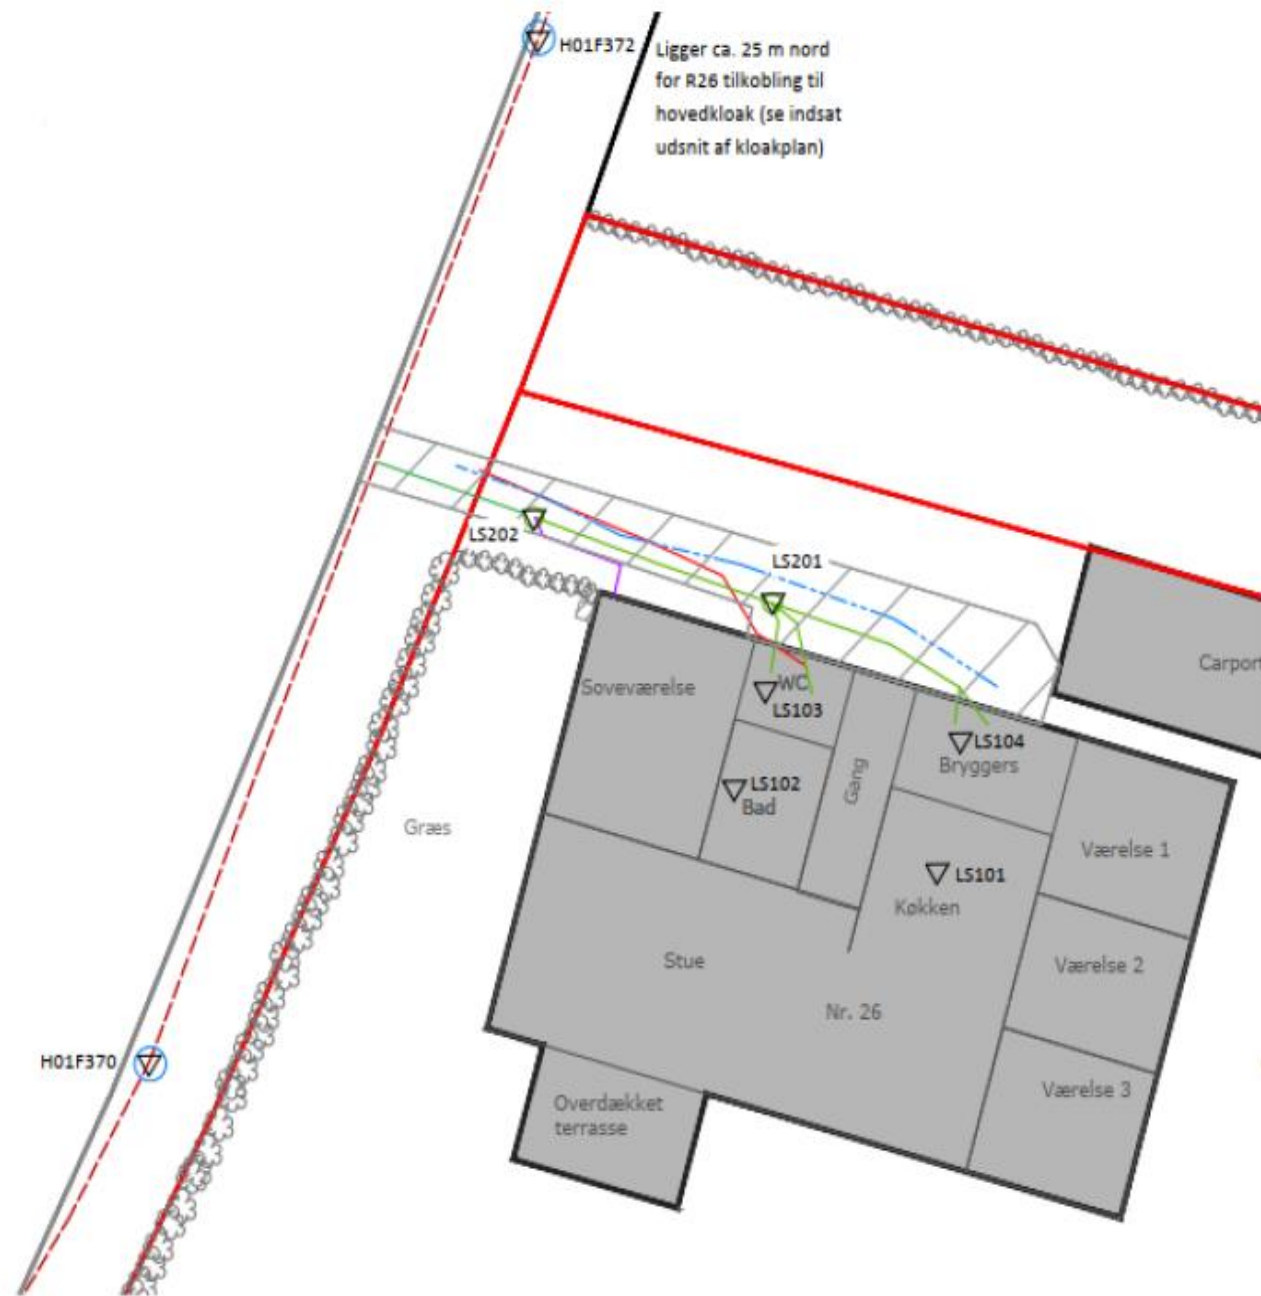 H01F372
Ligger ca. 25 m nord
for R26 tilkobling til
hovedkloak (se indsat
udsnit af kloakplan)
LS202
LS201
Carport
Soveværelse
WC
LS103
LS104
Bryggers
Gang
LS102
Bad
Græs
Værelse 1
LS101
Køkken
Stue
Værelse 2
Nr. 26
H01F370
Værelse 3
Overdækket
terrasse